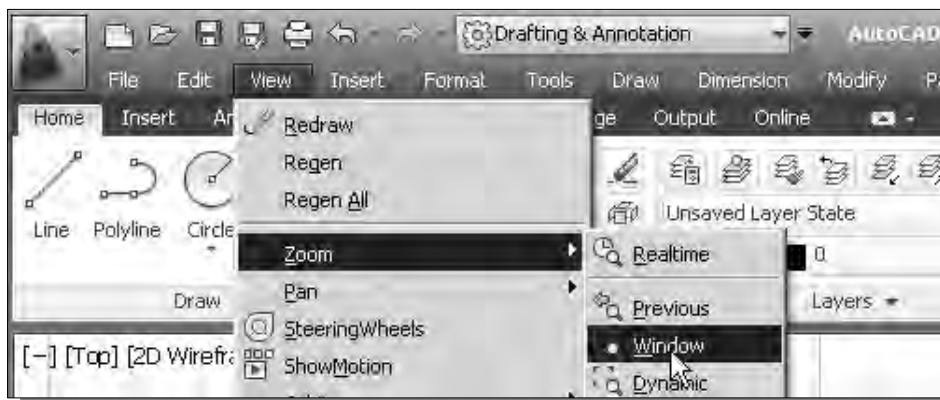 Drafting & Annotation AutoCAD
File Edit View Insert Format Tools Draw Dimension Modify
Home Insert Output Online
Redraw
Regen
Regen All
Unsaved Layer State
Line Polyline Circle
Zoom Realtime 0
Pan
Draw Previous Layers
SteeringWheels
[-] [Top] [2D Wirefra Window
ShowMotion
Dynamic